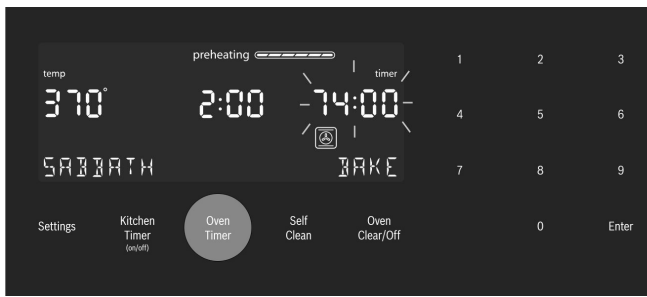 preheating
temp
timer
370°
2:00
74:00
SABBATH
BAKE
Settings
Kitchen
Timer
(on/off)
Oven
Timer
Self
Clean
Oven
Clear/Off
1 2 3
4 5 6
7 8 9
0 Enter